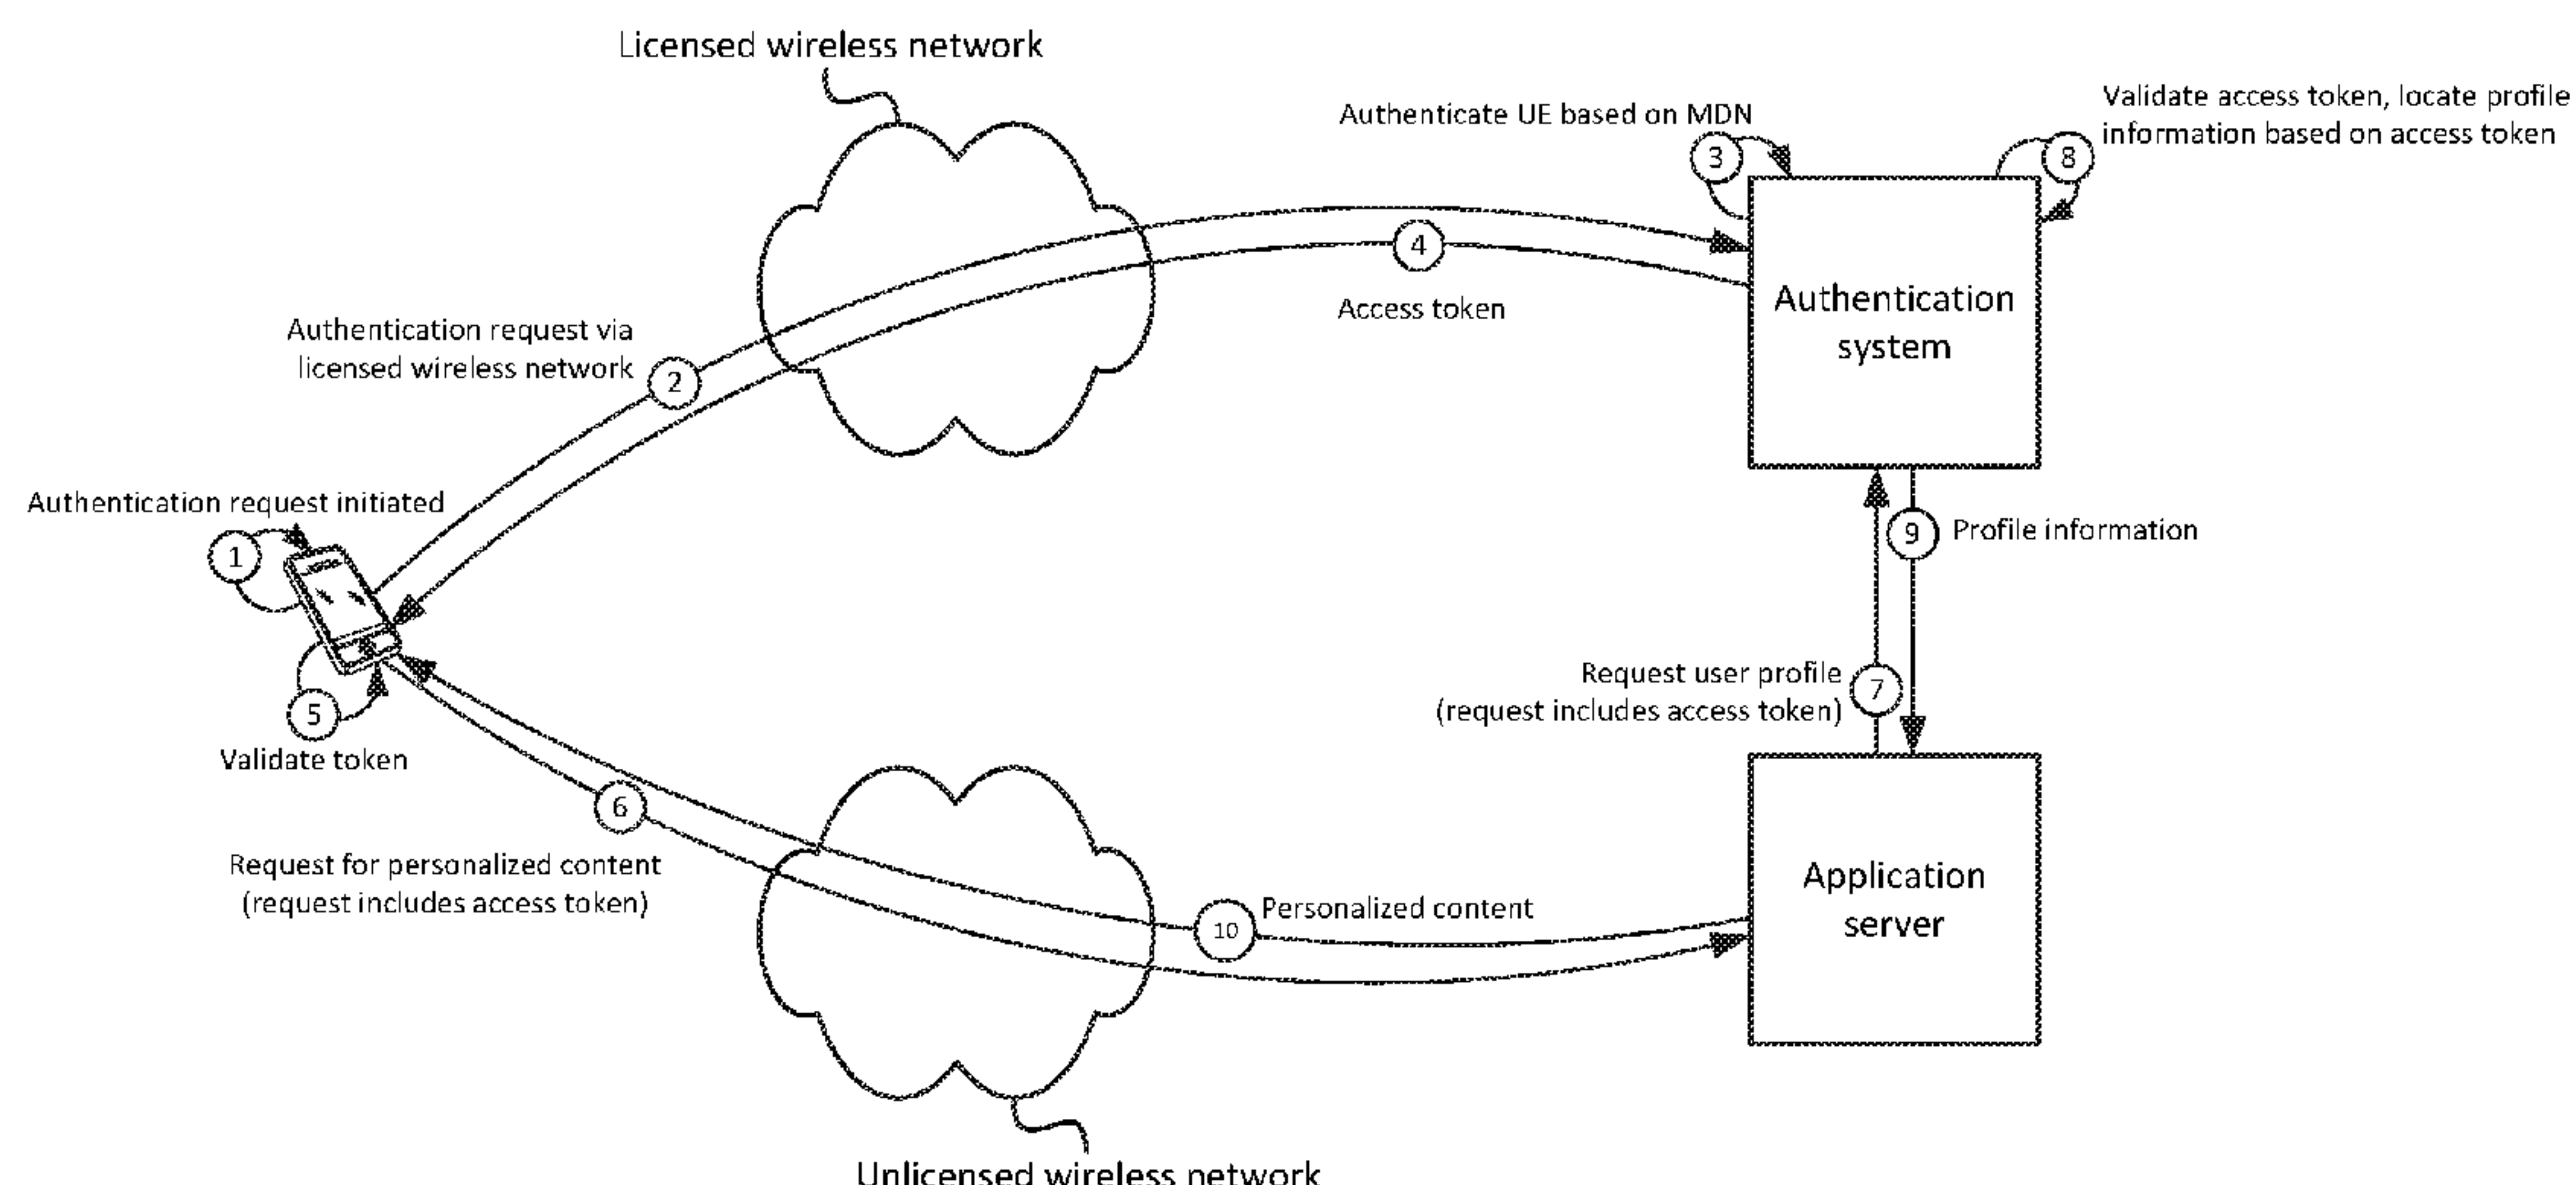 Licensed wireless network
Authenticate UE based on MDN
3
Validate access token, locate profile
information based on access token
8
4
Access token
Authentication
system
Authentication request via
licensed wireless network
2
Authentication request initiated
1
5
Validate token
9
Profile information
Request user profile
(request includes access token)
7
6
Request for personalized content
(request includes access token)
10
Personalized content
Application
server
Unlicensed wireless network